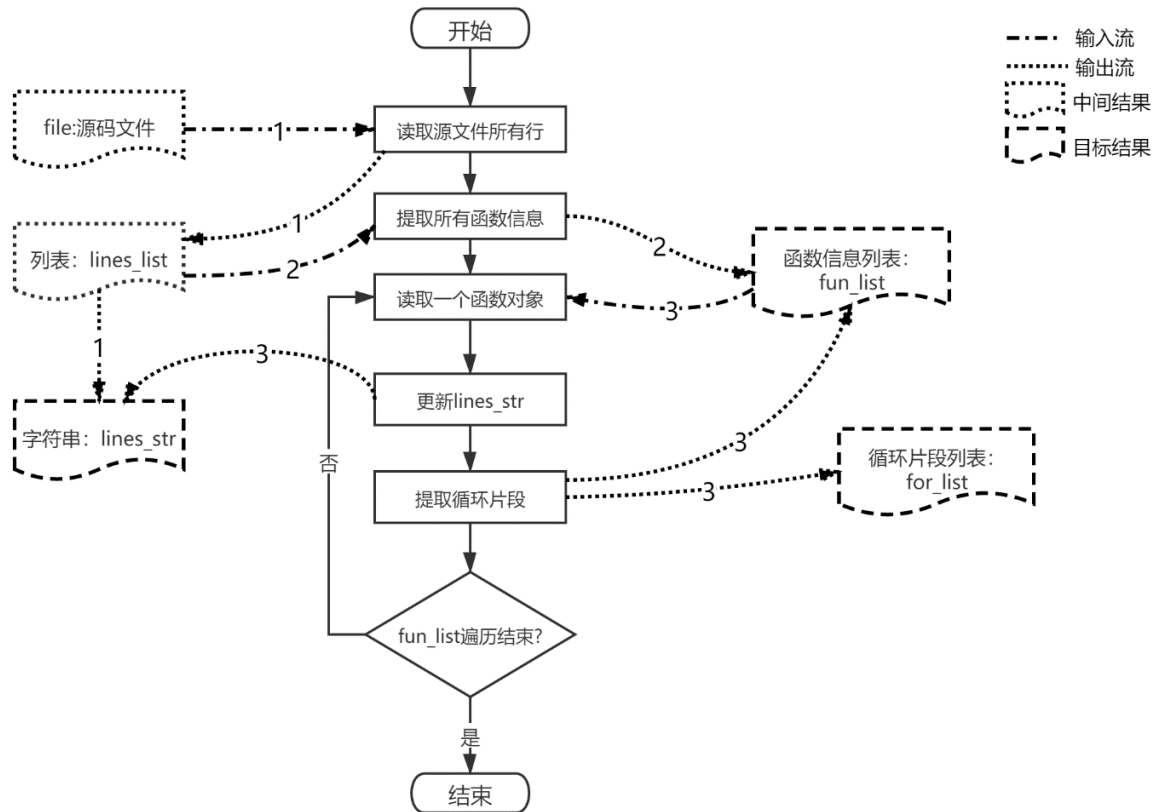 开始
输入流
输出流
中间结果
目标结果
file:源码文件
1
读取源文件所有行
1
提取所有函数信息
2
列表：lines_list
2
函数信息列表：
fun_list
读取一个函数对象
3
1
3
更新lines_str
字符串：lines_str
3
循环片段列表：
for_list
否
提取循环片段
3
fun_list遍历结束?
是
结束